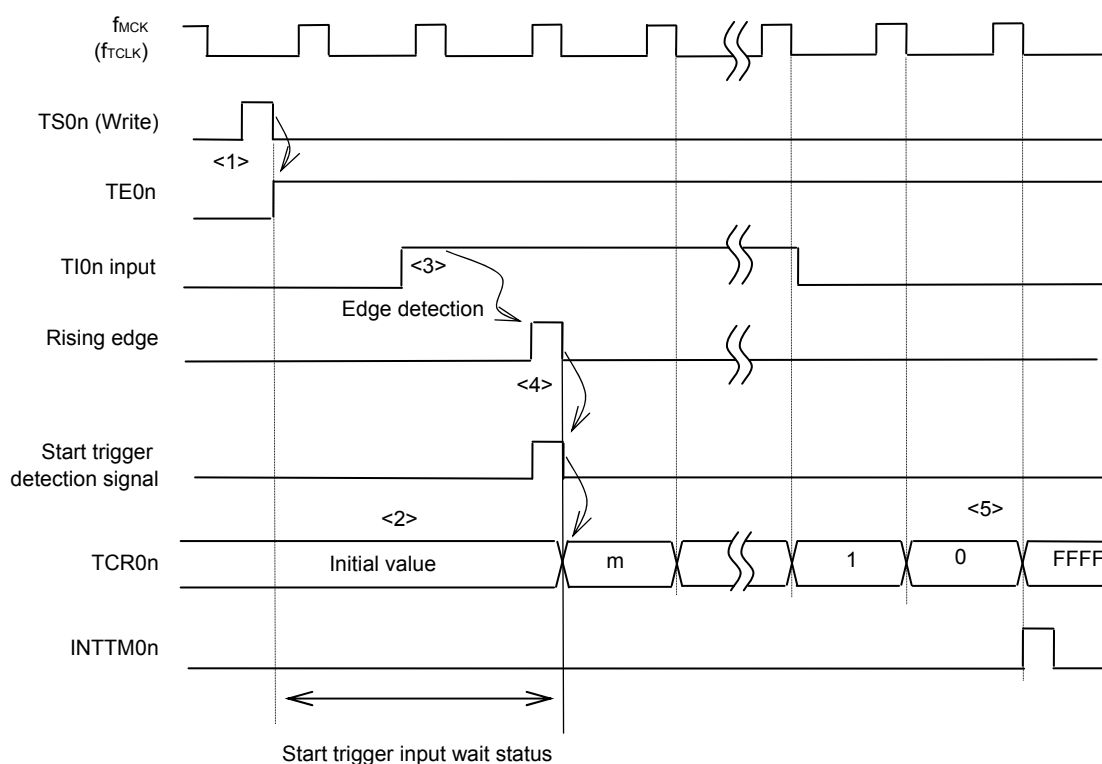 fMCK
(fTCLK)
TS0n (Write)
<1>
TE0n
TI0n input
<3>
Edge detection
Rising edge
<4>
Start trigger
detection signal
<2>
<5>
TCR0n
Initial value
m
1
0
FFFF
INTTM0n
Start trigger input wait status